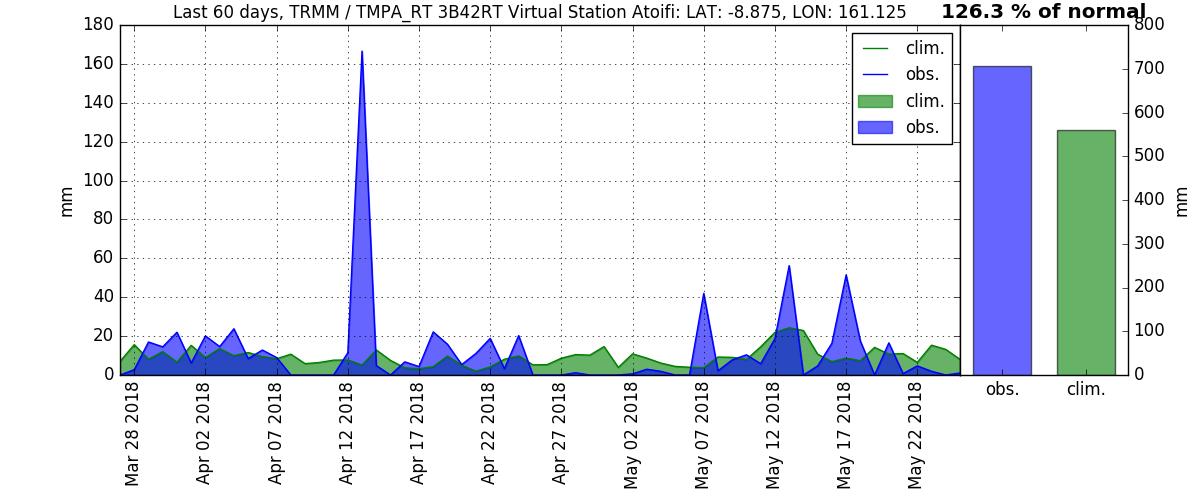 Last 60 days, TRMM / TMPA_RT 3B42RT Virtual Station Atoifi: LAT: -8.875, LON: 161.125
126.3 % of normal
180
160
140
120
100
80
60
40
20
0
mm
clim.
obs.
clim.
obs.
Mar 28 2018
Apr 02 2018
Apr 07 2018
Apr 12 2018
Apr 17 2018
Apr 22 2018
Apr 27 2018
May 02 2018
May 07 2018
May 12 2018
May 17 2018
May 22 2018
800
700
600
500
400
300
200
100
0
mm
obs.
clim.